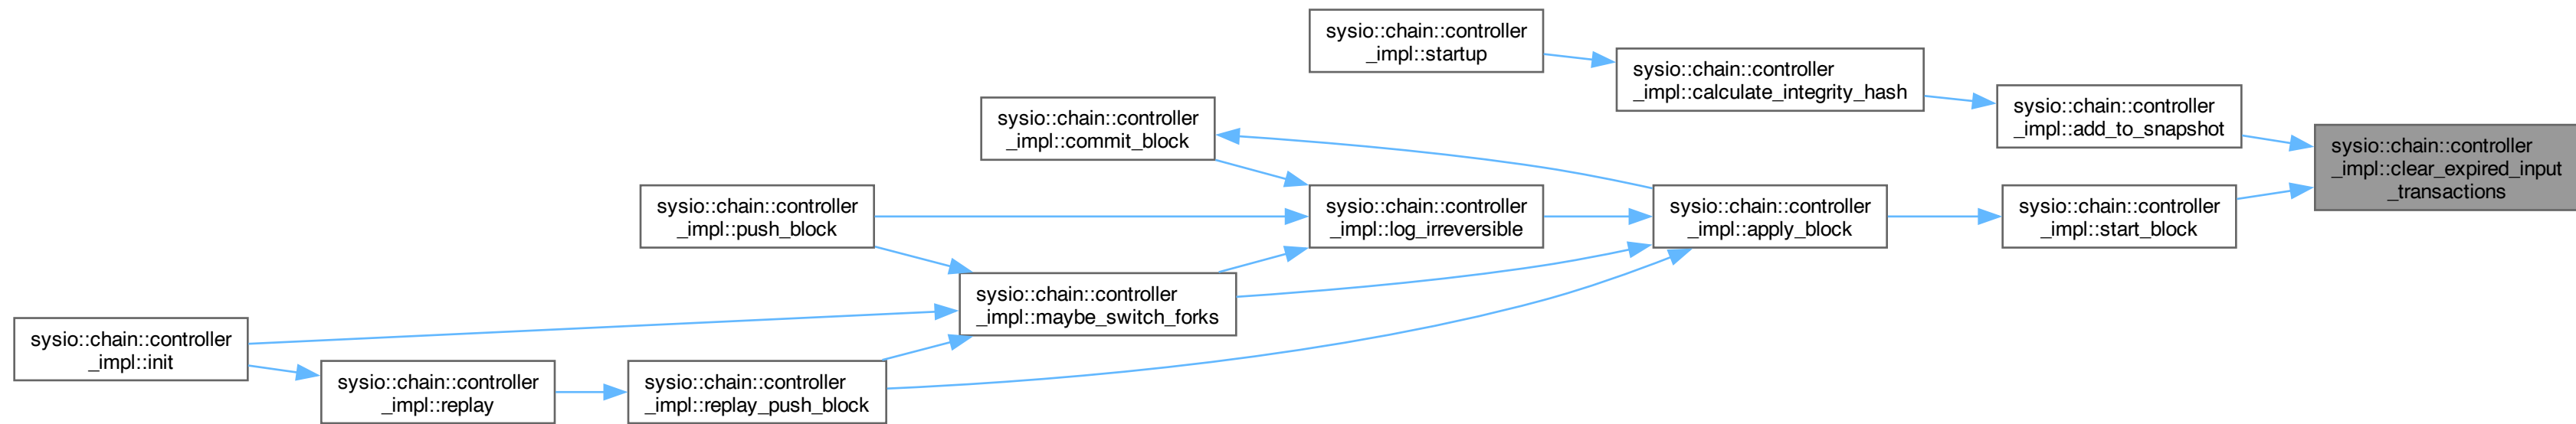 sysio::chain::controller
_impl::startup
sysio::chain::controller
_impl::calculate_integrity_hash
sysio::chain::controller
_impl::add_to_snapshot
sysio::chain::controller
_impl::clear_expired_input
_transactions
sysio::chain::controller
_impl::commit_block
sysio::chain::controller
_impl::push_block
sysio::chain::controller
_impl::log_irreversible
sysio::chain::controller
_impl::apply_block
sysio::chain::controller
_impl::start_block
sysio::chain::controller
_impl::maybe_switch_forks
sysio::chain::controller
_impl::init
sysio::chain::controller
_impl::replay
sysio::chain::controller
_impl::replay_push_block